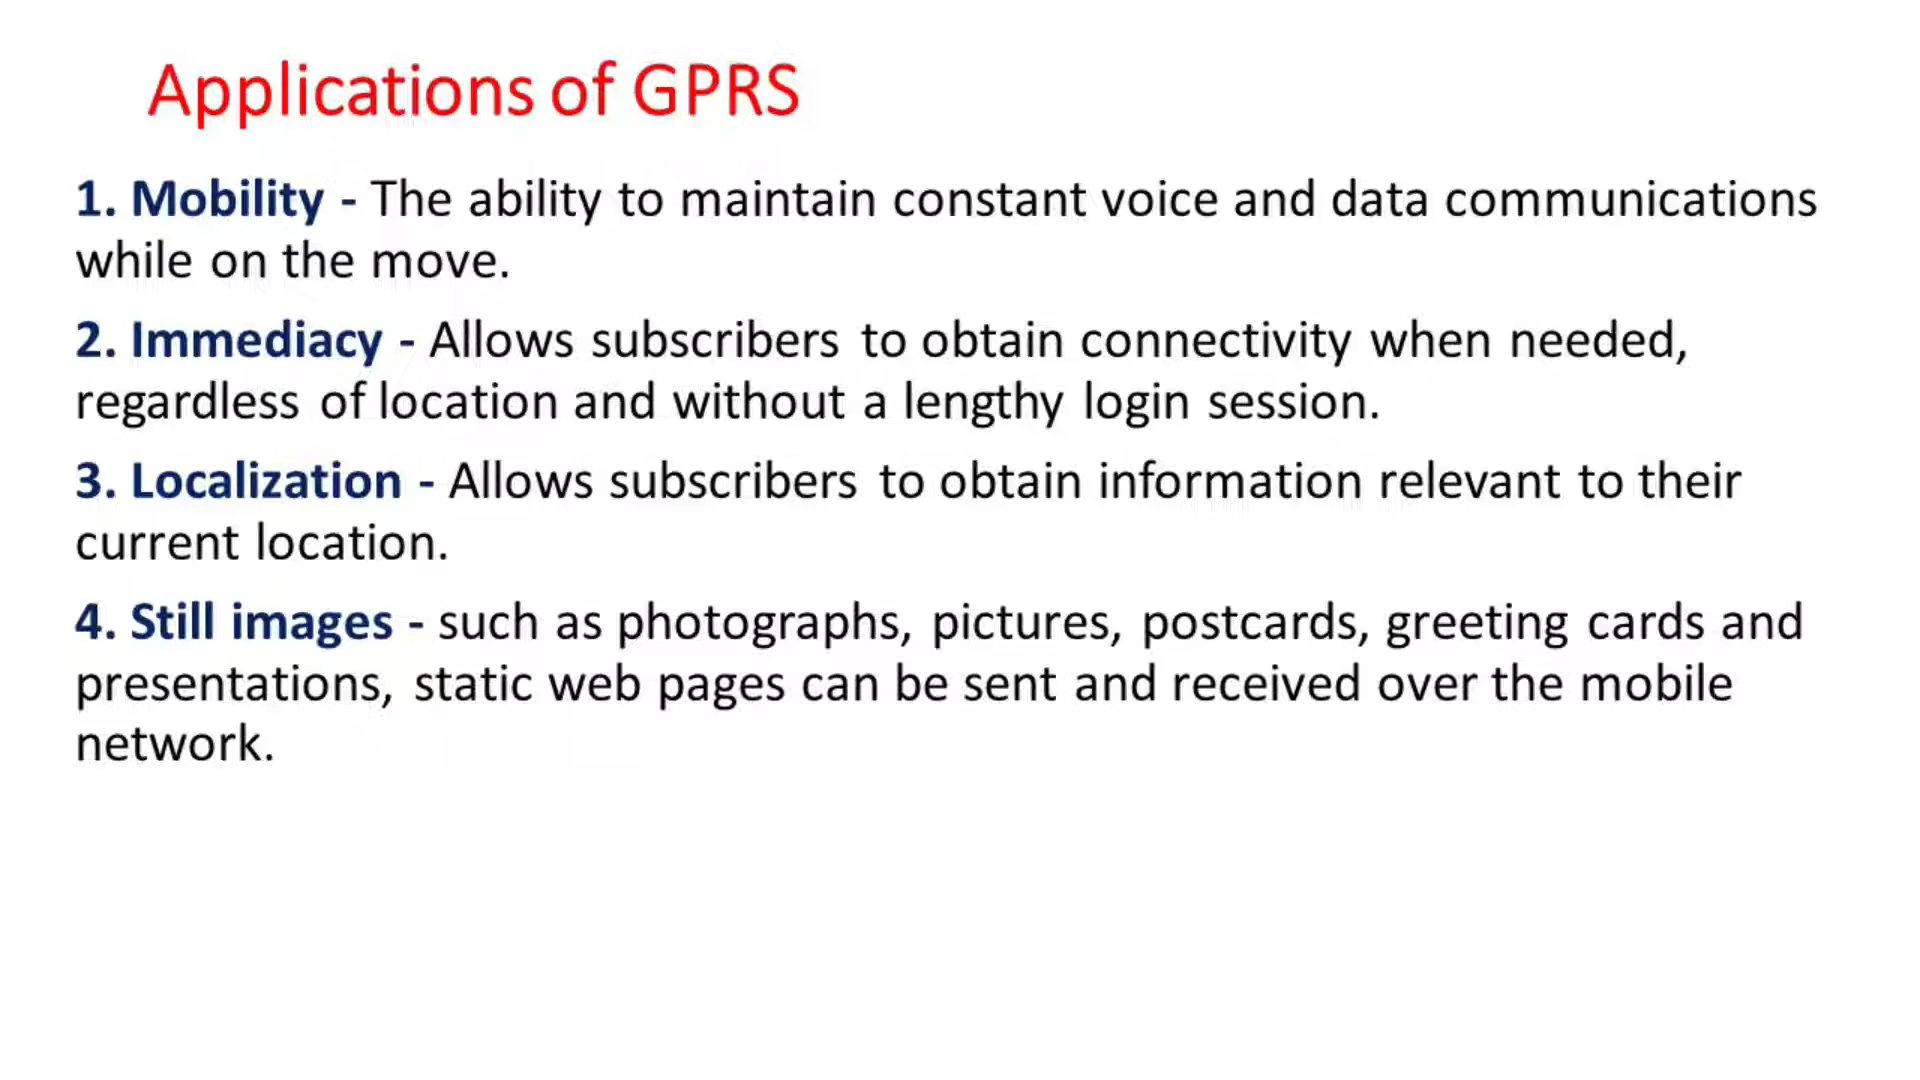 Applications of GPRS
1. Mobility - The ability to maintain constant voice and data communications
while on the move.
2. Immediacy - Allows subscribers to obtain connectivity when needed,
regardless of location and without a lengthy login session.
3. Localization - Allows subscribers to obtain information relevant to their
current location.
4. Still images - such as photographs, pictures, postcards, greeting cards and
presentations, static web pages can be sent and received over the mobile
network.